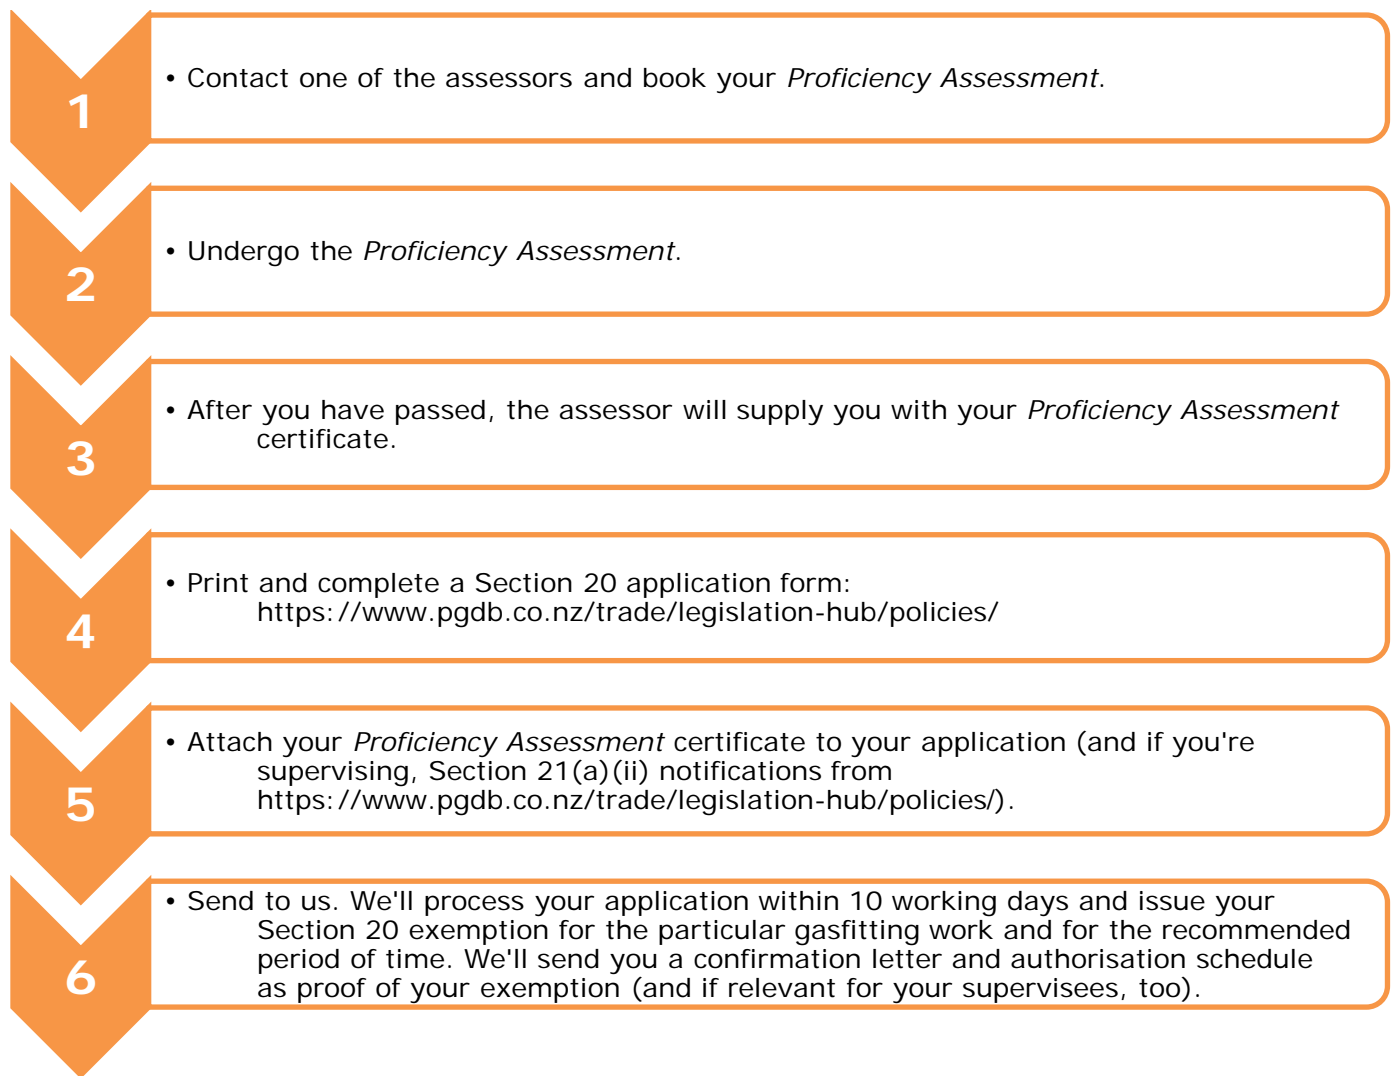 1
• Contact one of the assessors and book your Proficiency Assessment.
2
• Undergo the Proficiency Assessment.
3
• After you have passed, the assessor will supply you with your Proficiency Assessment
certificate.
4
• Print and complete a Section 20 application form:
https://www.pgdb.co.nz/trade/legislation-hub/policies/
5
• Attach your Proficiency Assessment certificate to your application (and if you're
supervising, Section 21(a)(ii) notifications from
https://www.pgdb.co.nz/trade/legislation-hub/policies/).
6
• Send to us. We'll process your application within 10 working days and issue your
Section 20 exemption for the particular gasfitting work and for the recommended
period of time. We'll send you a confirmation letter and authorisation schedule
as proof of your exemption (and if relevant for your supervisees, too).